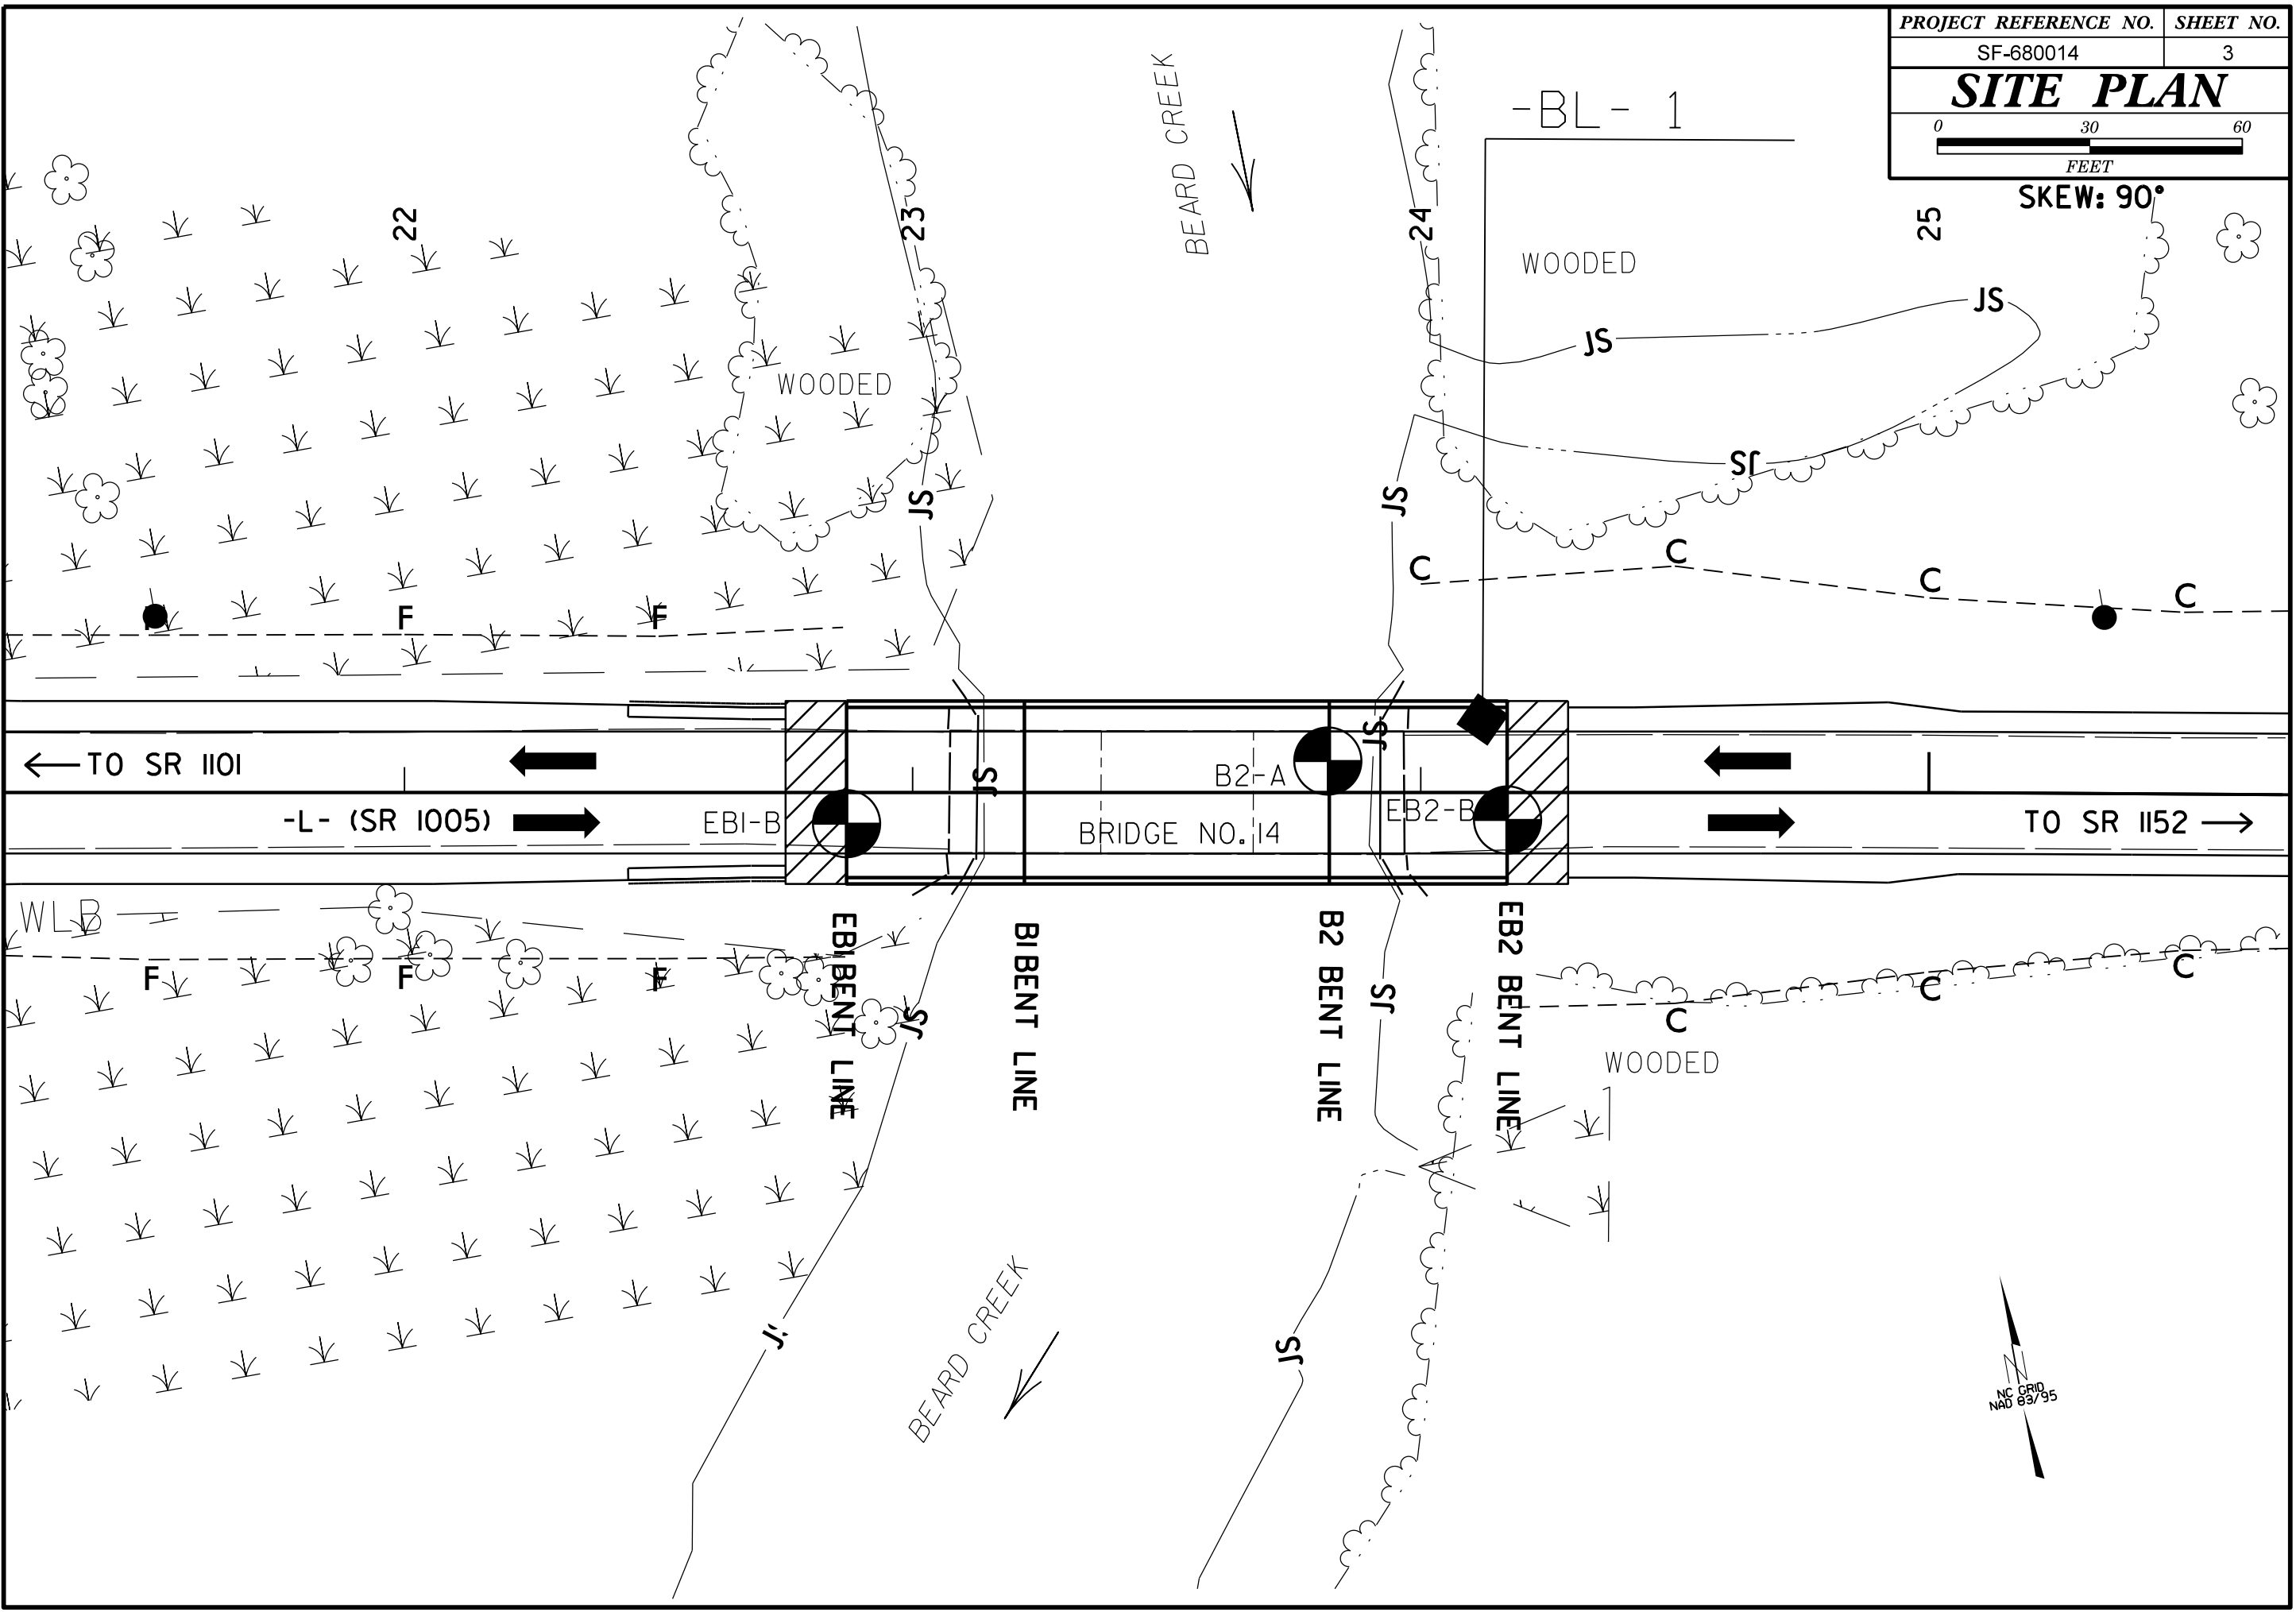 PROJECT REFERENCE NO. SHEET NO.
SF-680014 3
SITE PLAN
0 30 60
FEET
SKEW: 90°
BEARD CREEK
-BL- 1
22 23 24 25
WOODED
JS
JS
WOODED
JS
JS JS
C C C C
F F F
JS
TO SR 1101
B2-A
JS
-L- (SR 1005)
EB1-B
BRIDGE NO. 14
EB2-B
TO SR 1152
WLB
EB1 BENT LINE
B1 BENT LINE
B2 BENT LINE
EB2 BENT LINE
F F F
JS JS
C C C
WOODED
JS
BEARD CREEK
N
NC GRID
NAD 83/95